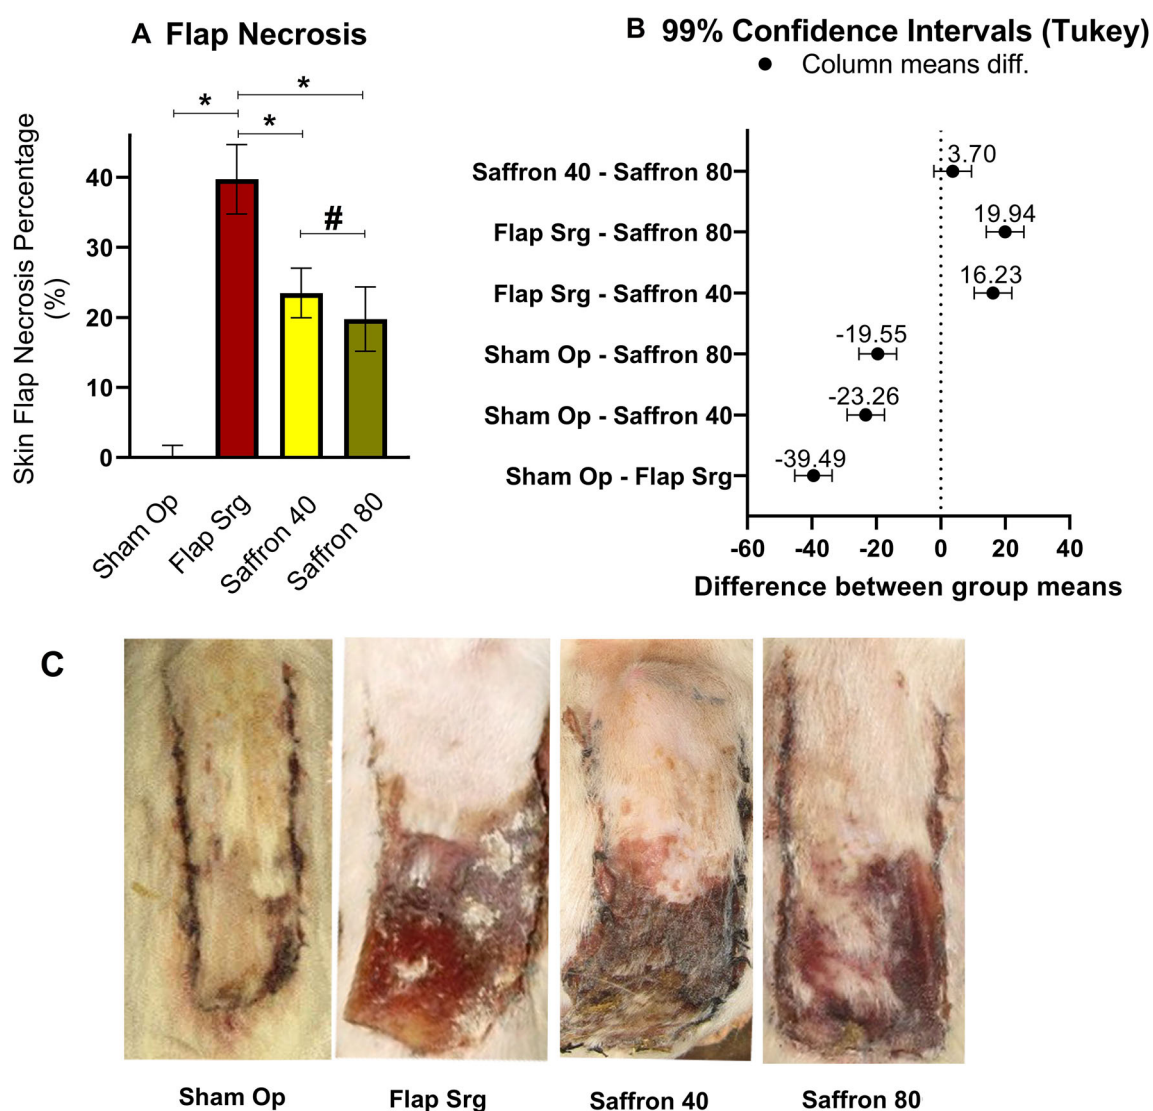 A Flap Necrosis
*
*
*
#
Skin Flap Necrosis Percentage
(%)
40
30
20
10
0
Sham Op
Flap Srg
Saffron 40
Saffron 80
B 99% Confidence Intervals (Tukey)
Column means diff.
Saffron 40 - Saffron 80
3.70
Flap Srg - Saffron 80
19.94
Flap Srg - Saffron 40
16.23
Sham Op - Saffron 80
-19.55
Sham Op - Saffron 40
-23.26
Sham Op - Flap Srg
-39.49
-60 -40 -20 0 20 40
Difference between group means
C
Sham Op Flap Srg Saffron 40 Saffron 80